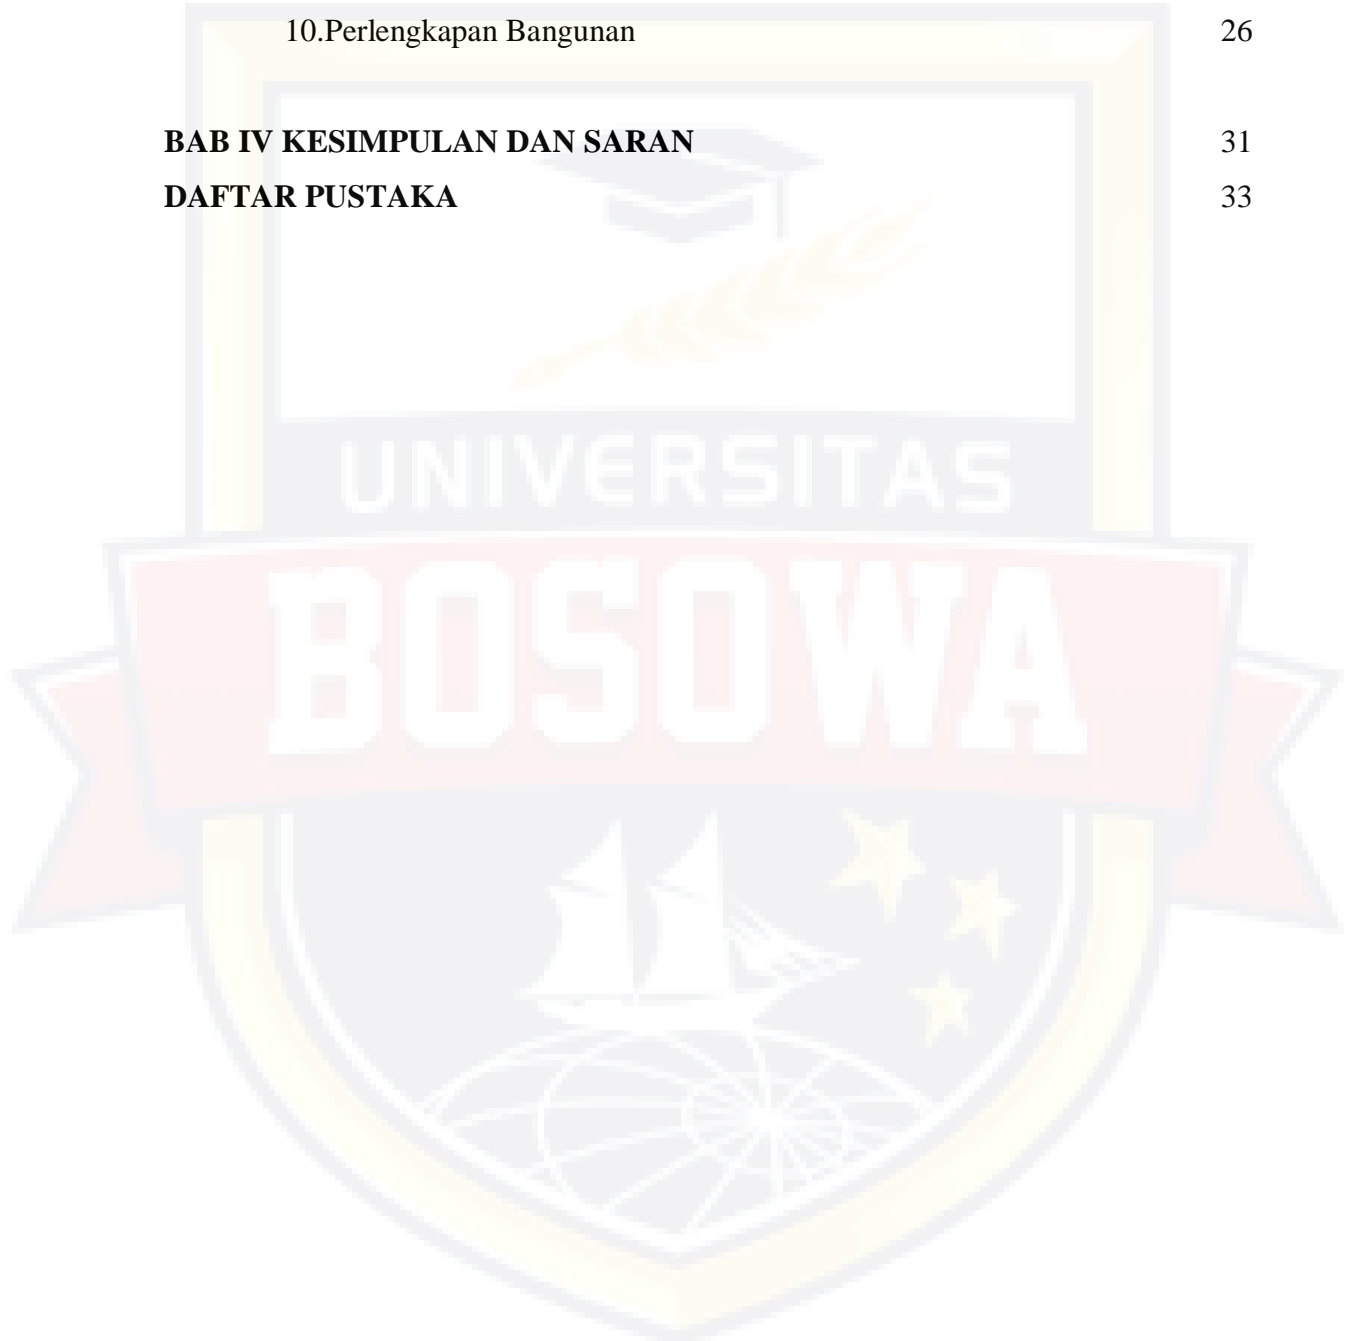 10.Perlengkapan Bangunan 26
BAB IV KESIMPULAN DAN SARAN 31
DAFTAR PUSTAKA 33
UNIVERSITAS
BOSOWA